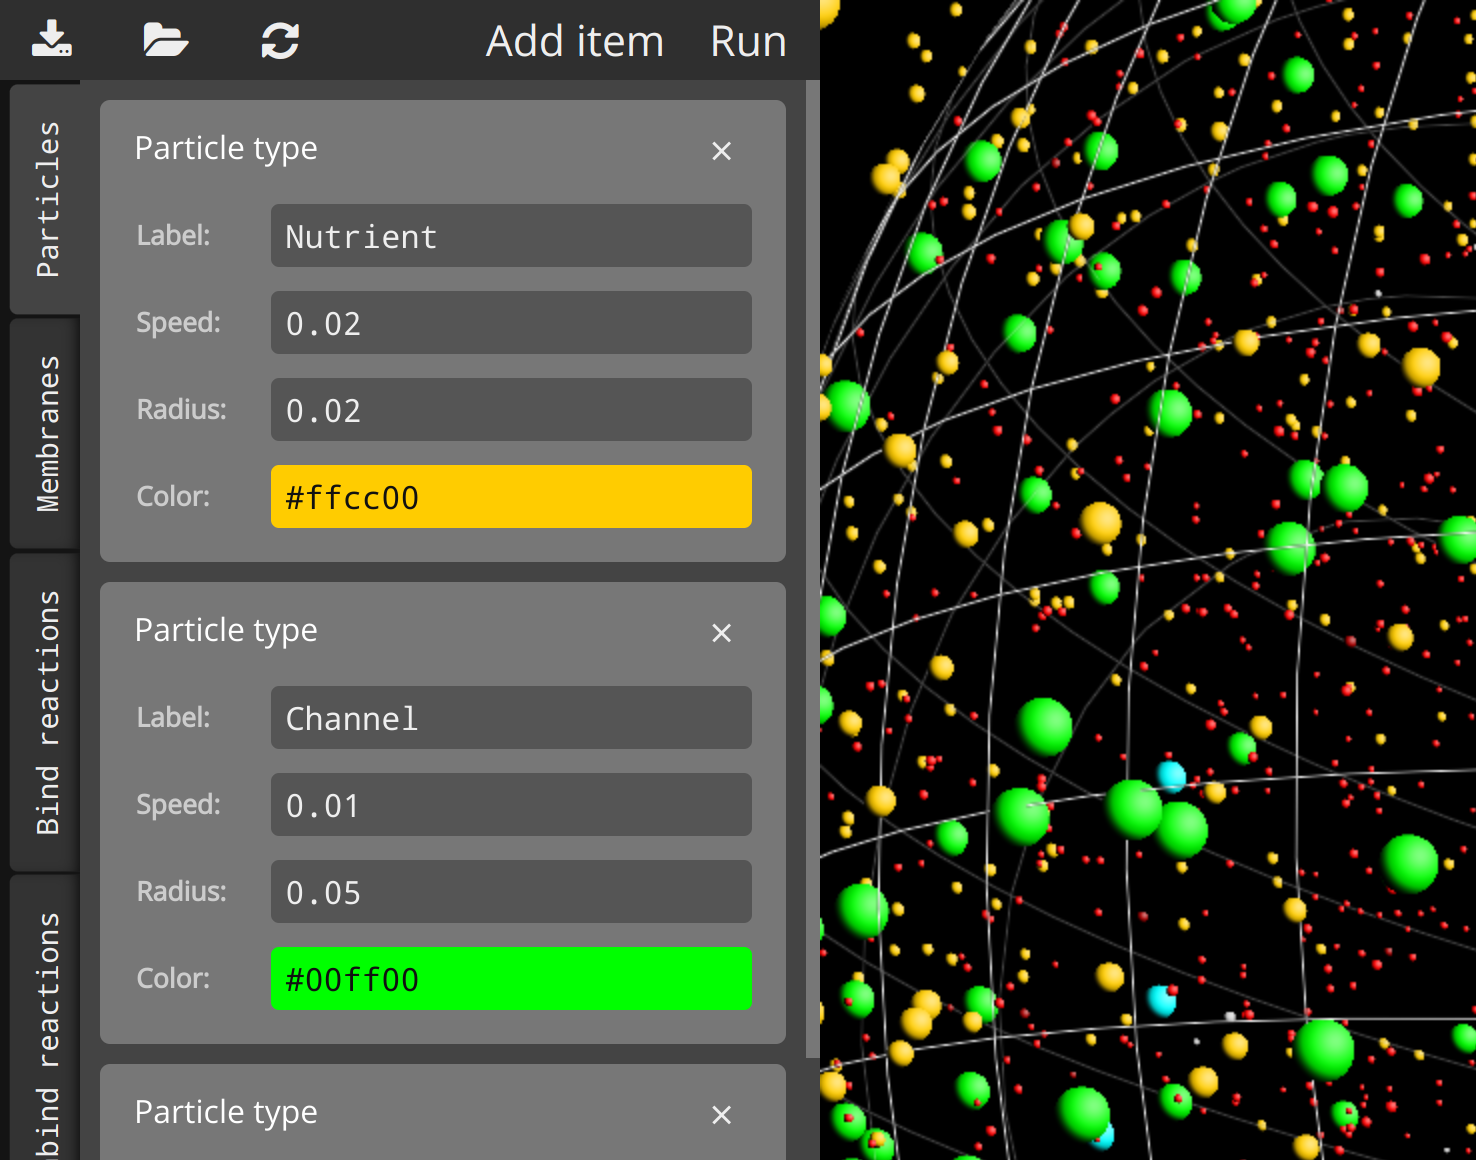 Add item
Run
Particles
Membranes
Bind reactions
bind reactions
Particle type ×
Label: Nutrient
Speed: 0.02
Radius: 0.02
Color: #ffcc00
Particle type ×
Label: Channel
Speed: 0.01
Radius: 0.05
Color: #00ff00
Particle type ×